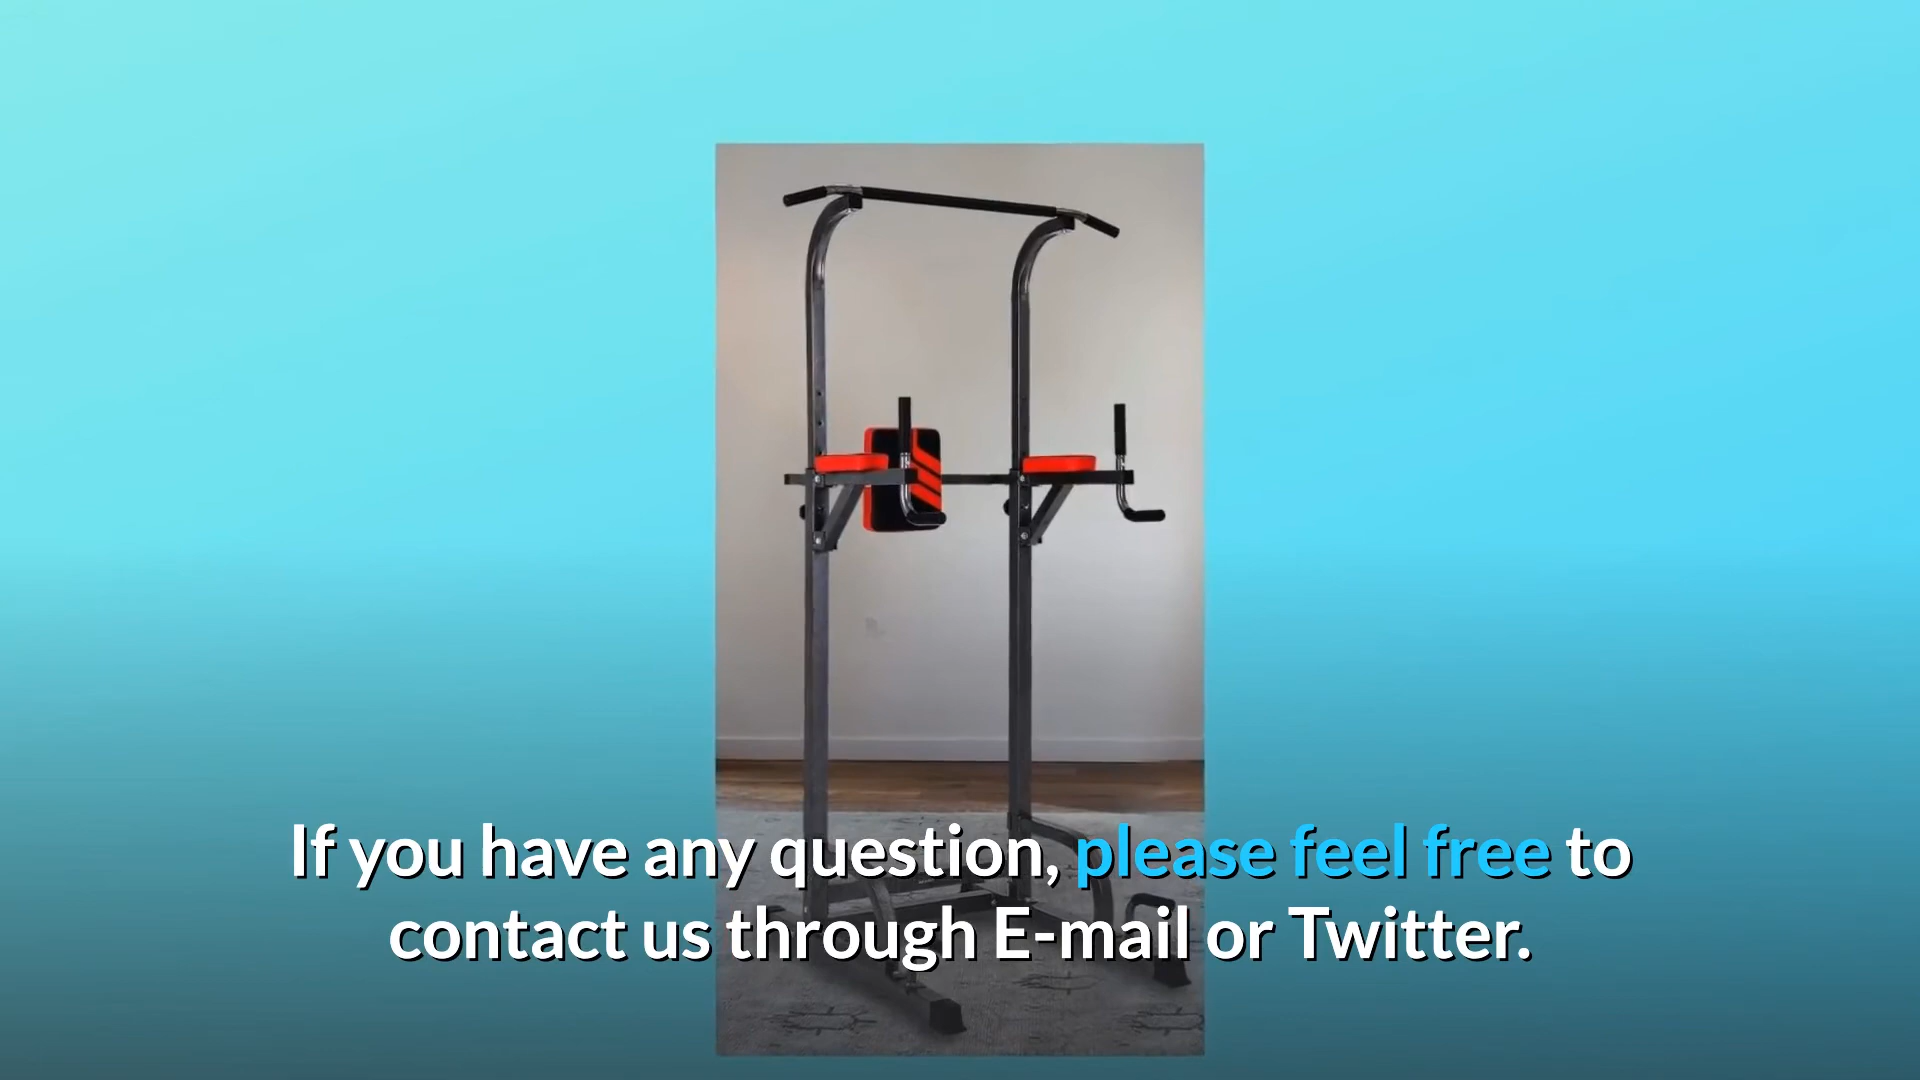 If you have any question, please feel free to
contact us through E-mail or Twitter.